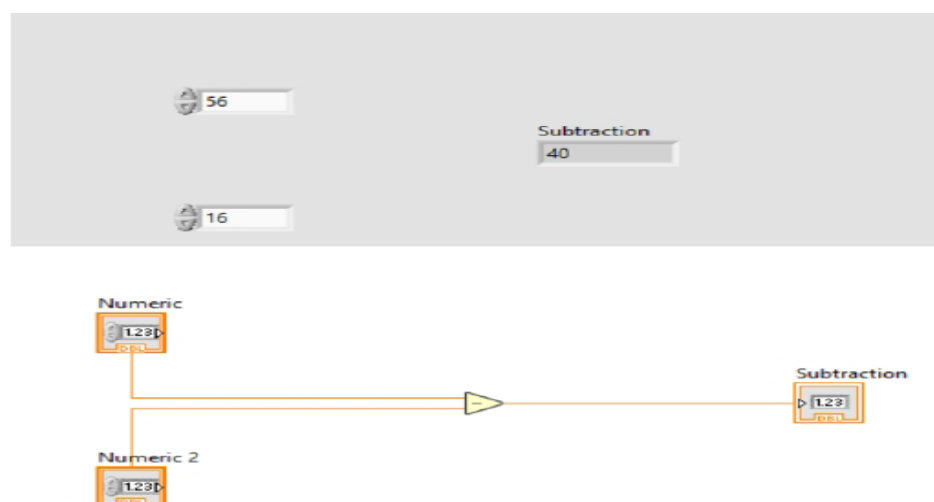 56
Subtraction
40
16
Numeric
1.23
DBL
Subtraction
1.23
DBL
Numeric 2
1.23